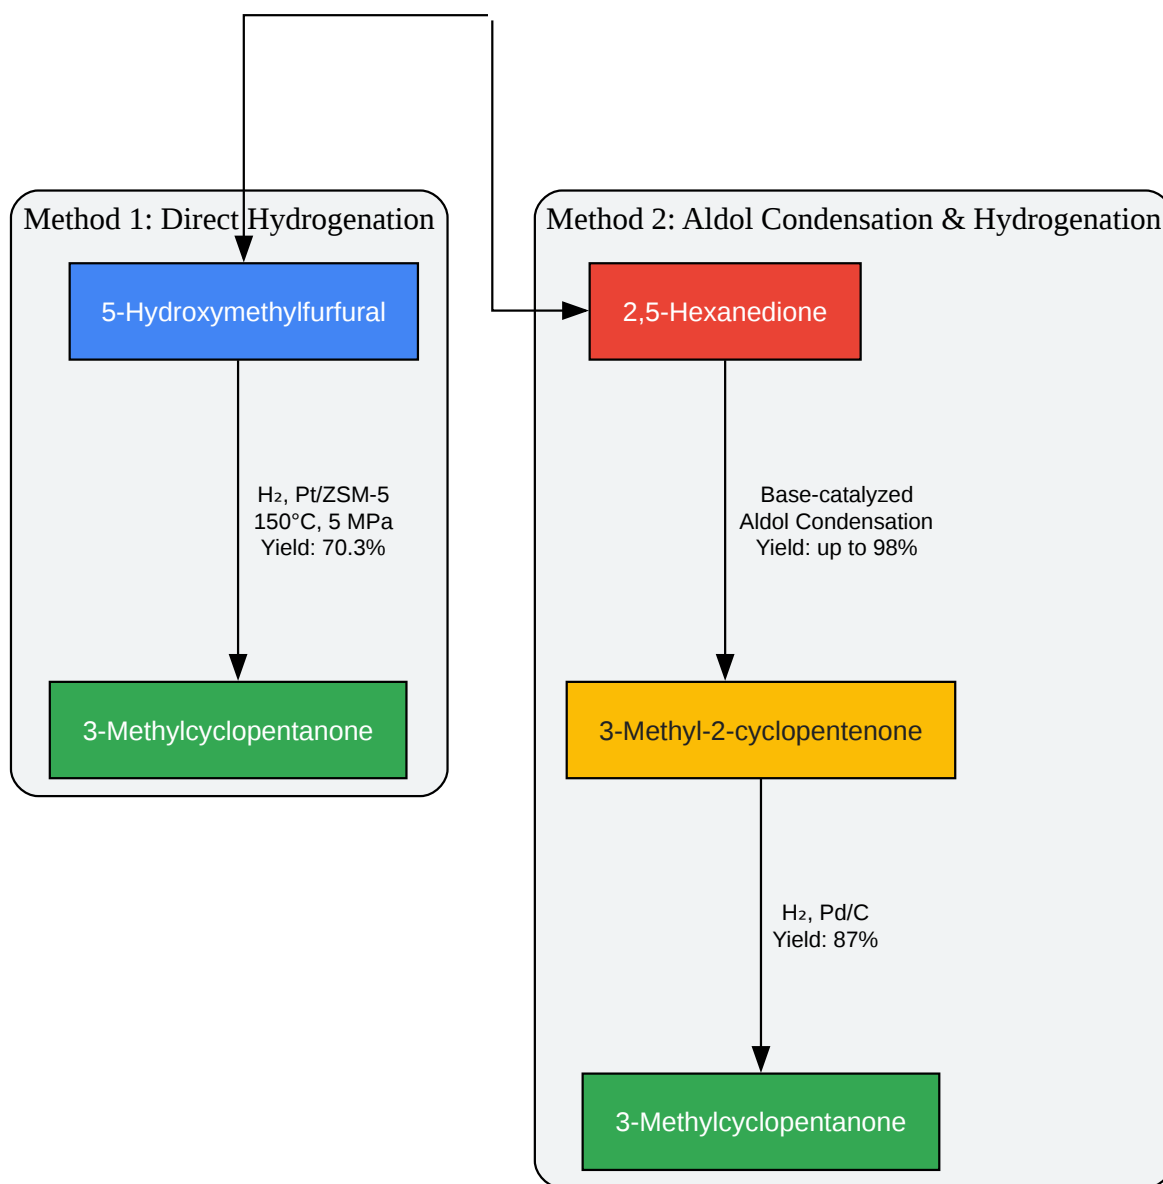 Method 1: Direct Hydrogenation
5-Hydroxymethylfurfural
H₂, Pt/ZSM-5
150°C, 5 MPa
Yield: 70.3%
3-Methylcyclopentanone
Method 2: Aldol Condensation & Hydrogenation
2,5-Hexanedione
Base-catalyzed
Aldol Condensation
Yield: up to 98%
3-Methyl-2-cyclopentenone
H₂, Pd/C
Yield: 87%
3-Methylcyclopentanone